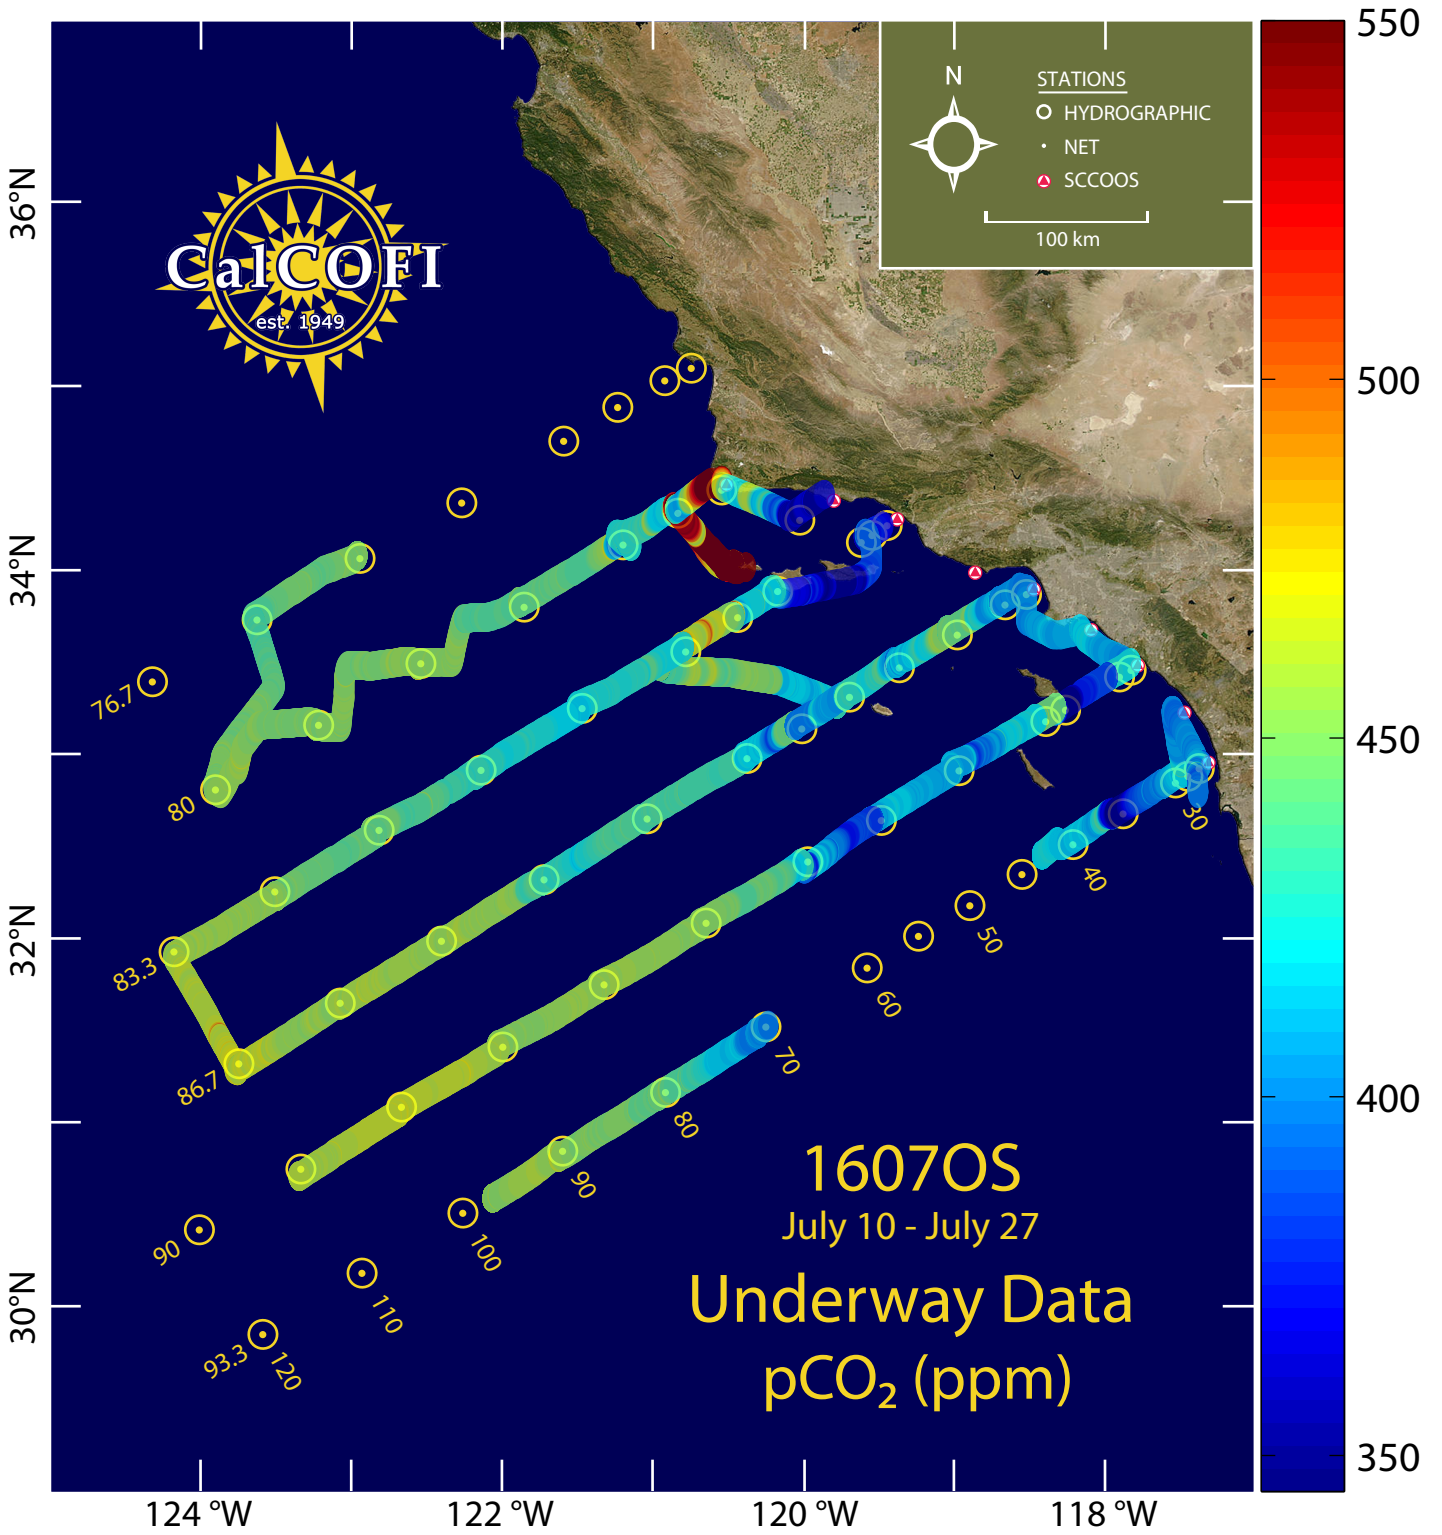 550
N
STATIONS
HYDROGRAPHIC
NET
SCCOOS
100 km
36°N
CalCOFI
est. 1949
500
34°N
76.7
450
80
30
40
32°N
50
83.3
60
86.7
70
400
80
1607OS
July 10 - July 27
90
90
100
Underway Data
30°N
110
pCO₂ (ppm)
93.3
120
350
124 °W
122 °W
120 °W
118 °W